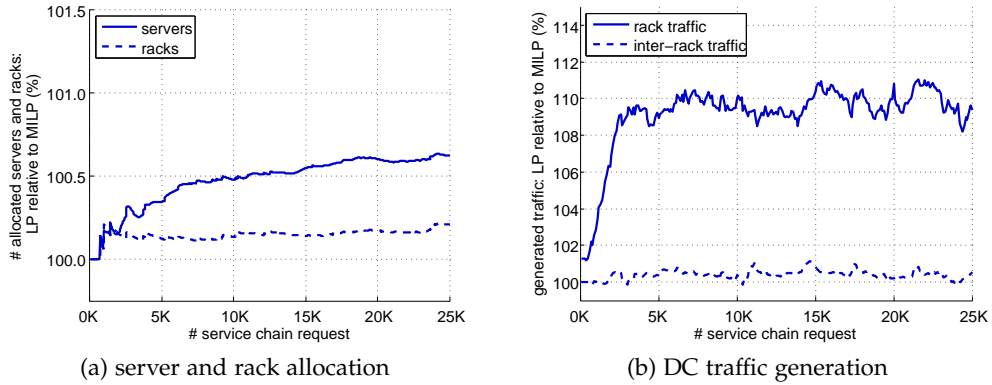 # allocated servers and racks:
LP relative to MILP (%)
101.5
101.0
100.5
100.0
servers
racks
0K 5K 10K 15K 20K 25K
# service chain request
(a) server and rack allocation
generated traffic: LP relative to MILP (%)
114
112
110
108
106
104
102
100
rack traffic
inter−rack traffic
0K 5K 10K 15K 20K 25K
# service chain request
(b) DC traffic generation